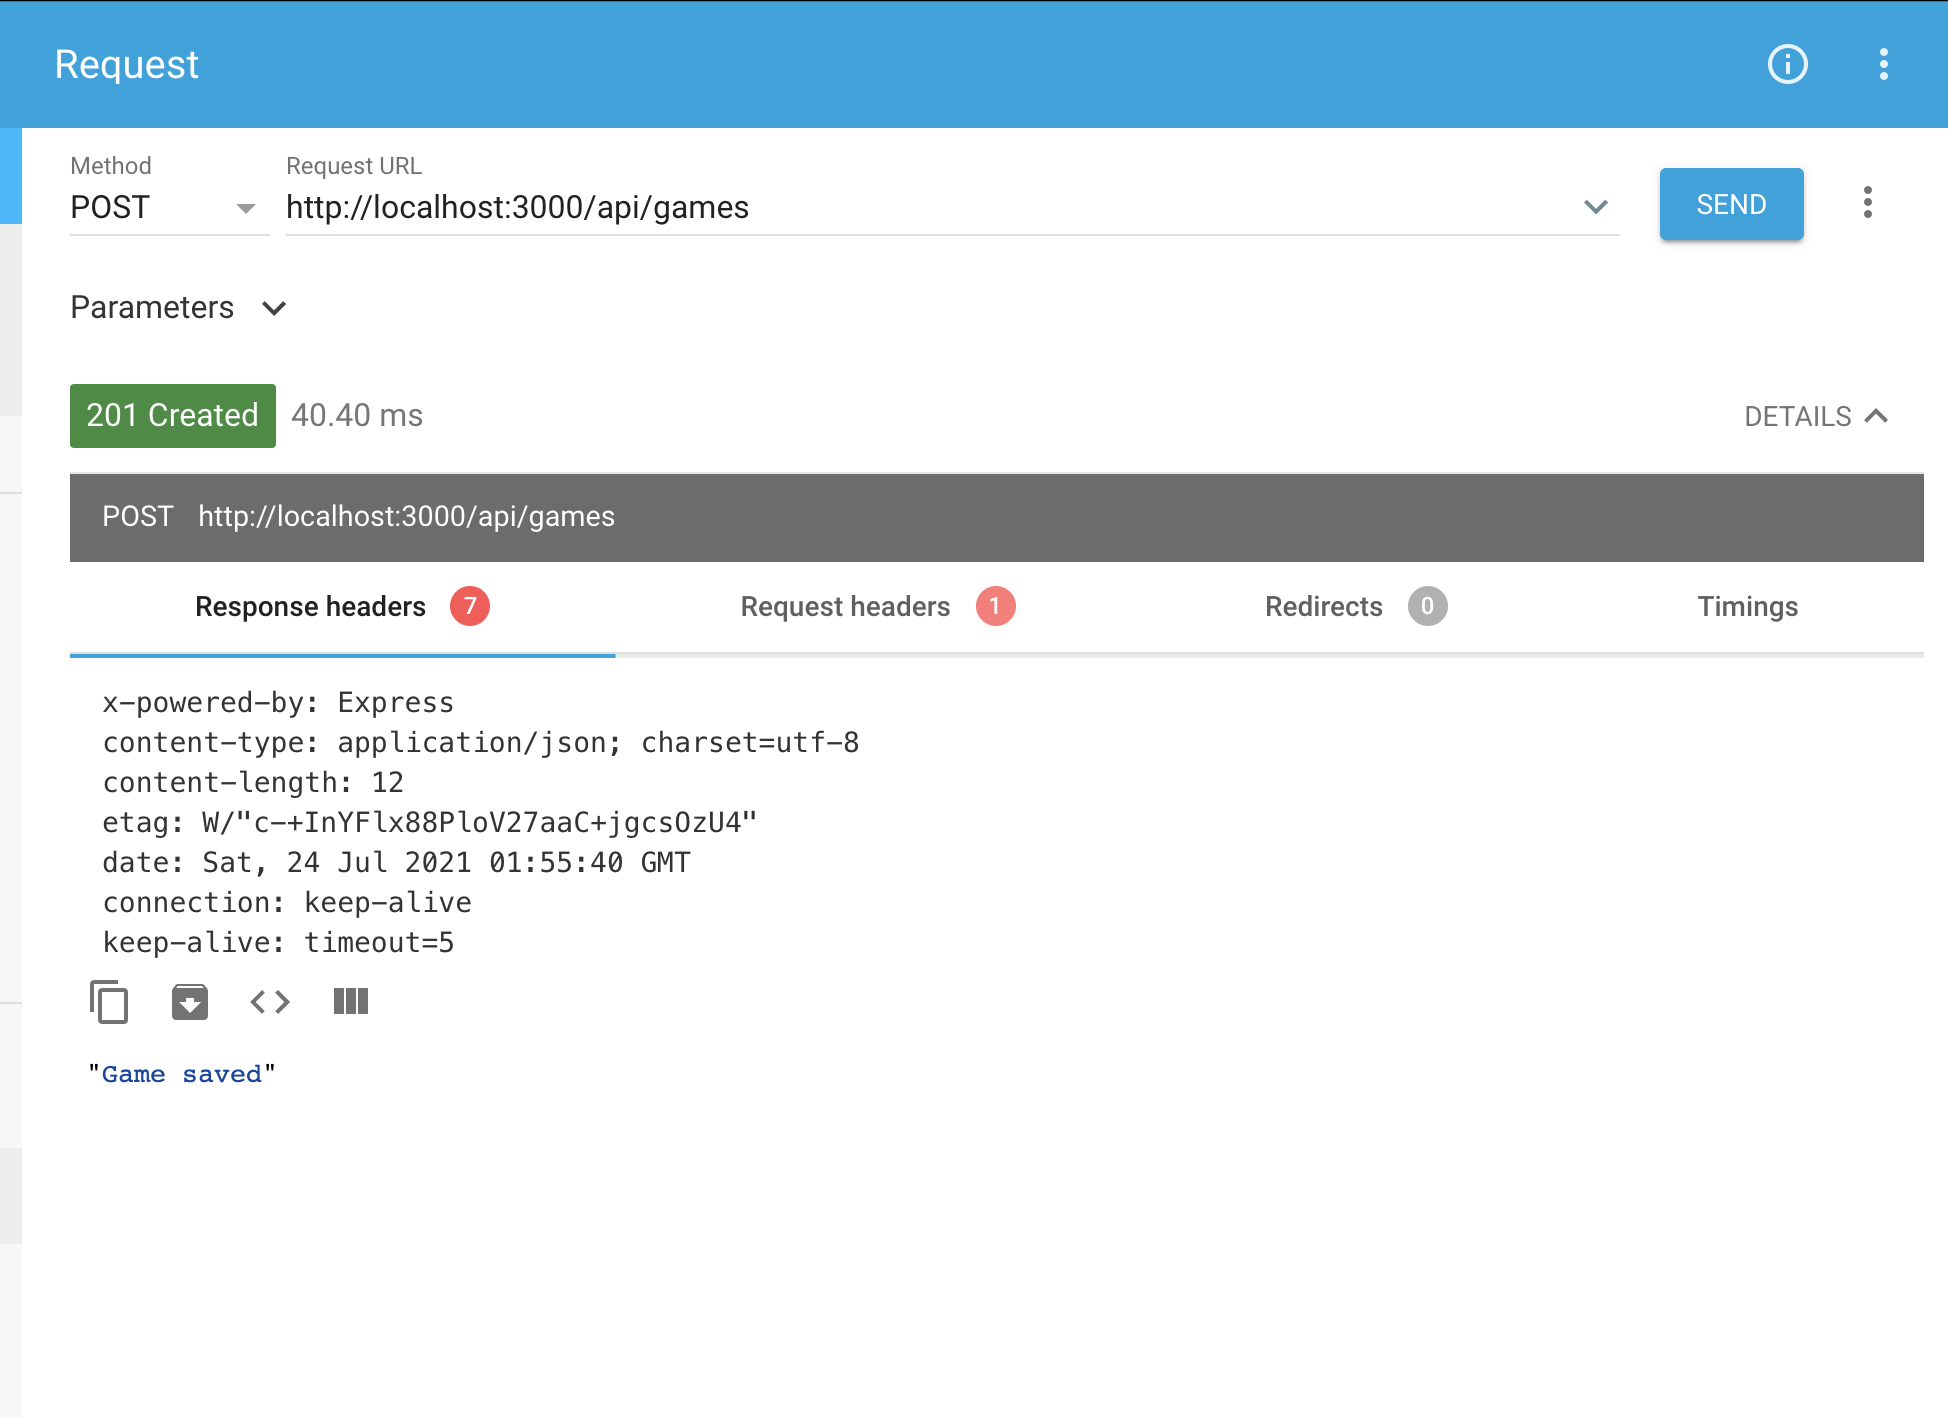 Request
Method
Request URL
POST
http://localhost:3000/api/games
SEND
Parameters
201 Created
40.40 ms
DETAILS
POST http://localhost:3000/api/games
Response headers 7
Request headers 1
Redirects 0
Timings
x-powered-by: Express
content-type: application/json; charset=utf-8
content-length: 12
etag: W/"c-+InYFlx88PloV27aaC+jgcsOzU4"
date: Sat, 24 Jul 2021 01:55:40 GMT
connection: keep-alive
keep-alive: timeout=5
"Game saved"